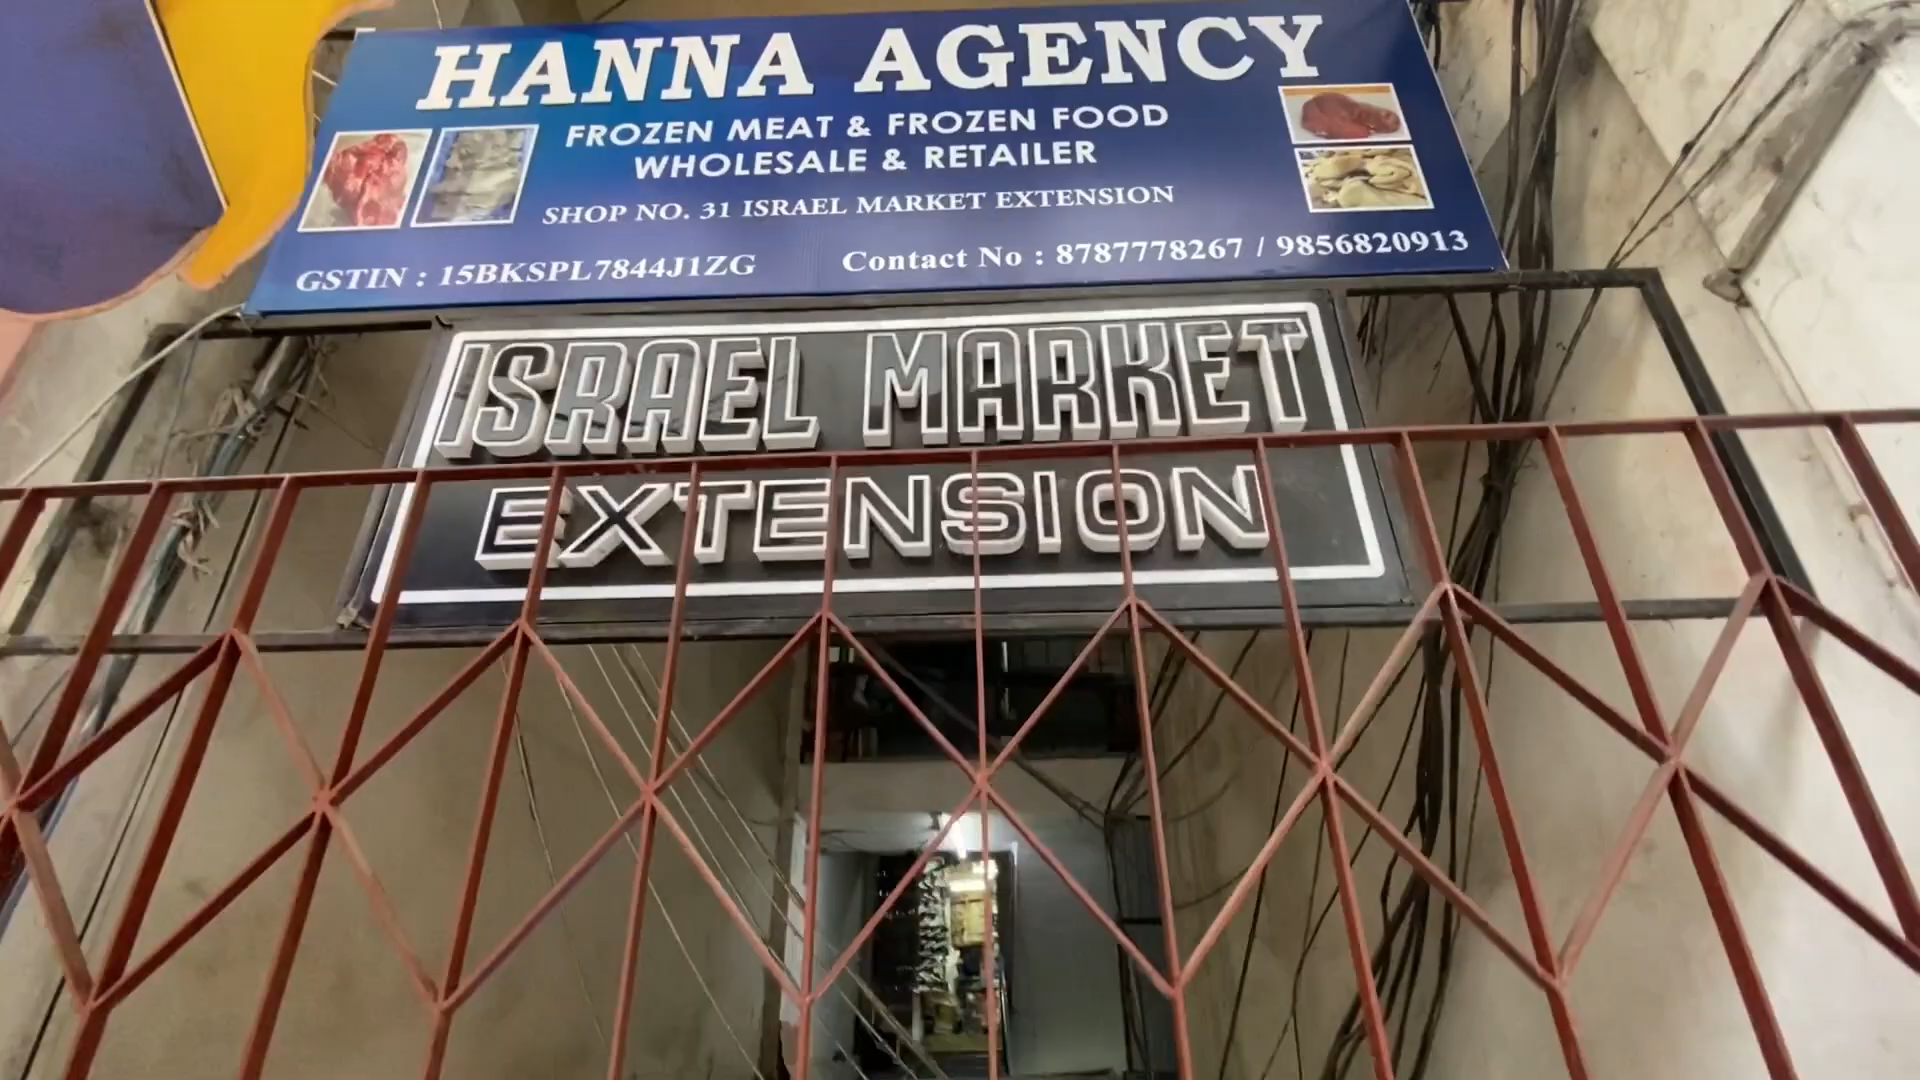 HANNA AGENCY
FROZEN MEAT & FROZEN FOOD
WHOLESALE & RETAILER
SHOP NO. 31 ISRAEL MARKET EXTENSION
GSTIN : 15BKSPL7844J1ZG
Contact No : 8787778267 / 9856820913
ISRAEL MARKET
EXTENSION